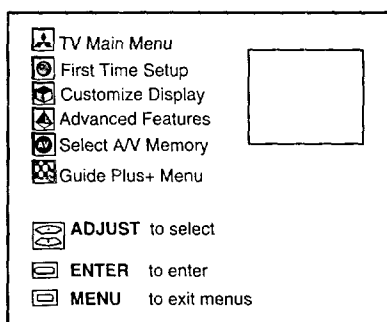 TV Main Menu
First Time Setup
Customize Display
Advanced Features
Select A/V Memory
Guide Plus+ Menu
ADJUST to select
ENTER to enter
MENU to exit menus